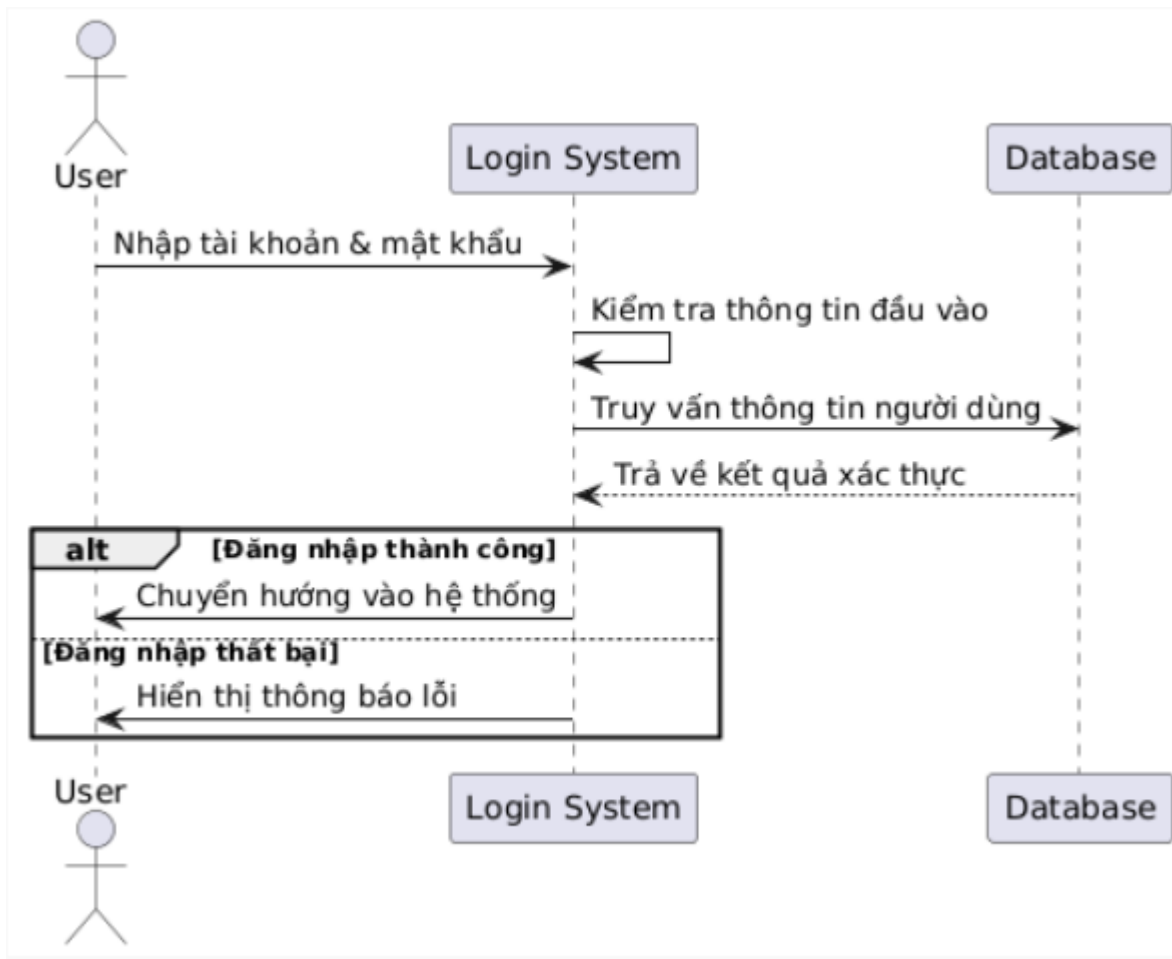 User
Login System
Database
Nhập tài khoản & mật khẩu
Kiểm tra thông tin đầu vào
Truy vấn thông tin người dùng
Trả về kết quả xác thực
alt [Đăng nhập thành công]
Chuyển hướng vào hệ thống
[Đăng nhập thất bại]
Hiển thị thông báo lỗi
User
Login System
Database